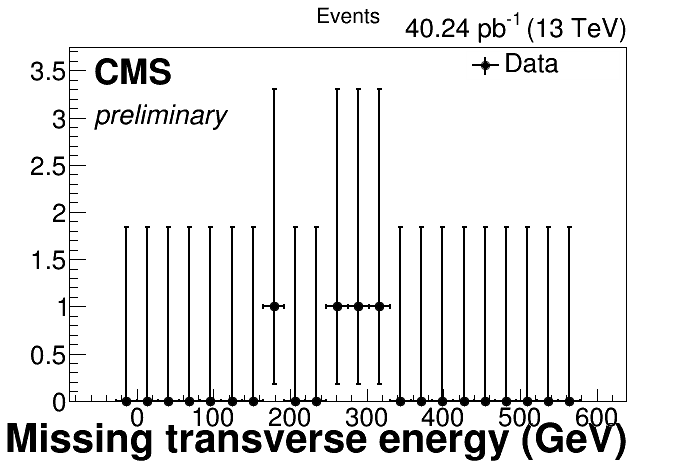 Events
40.24 pb-1 (13 TeV)
CMS
preliminary
Data
3.5
3
2.5
2
1.5
1
0.5
0
0 100 200 300 400 500 600
Missing transverse energy (GeV)